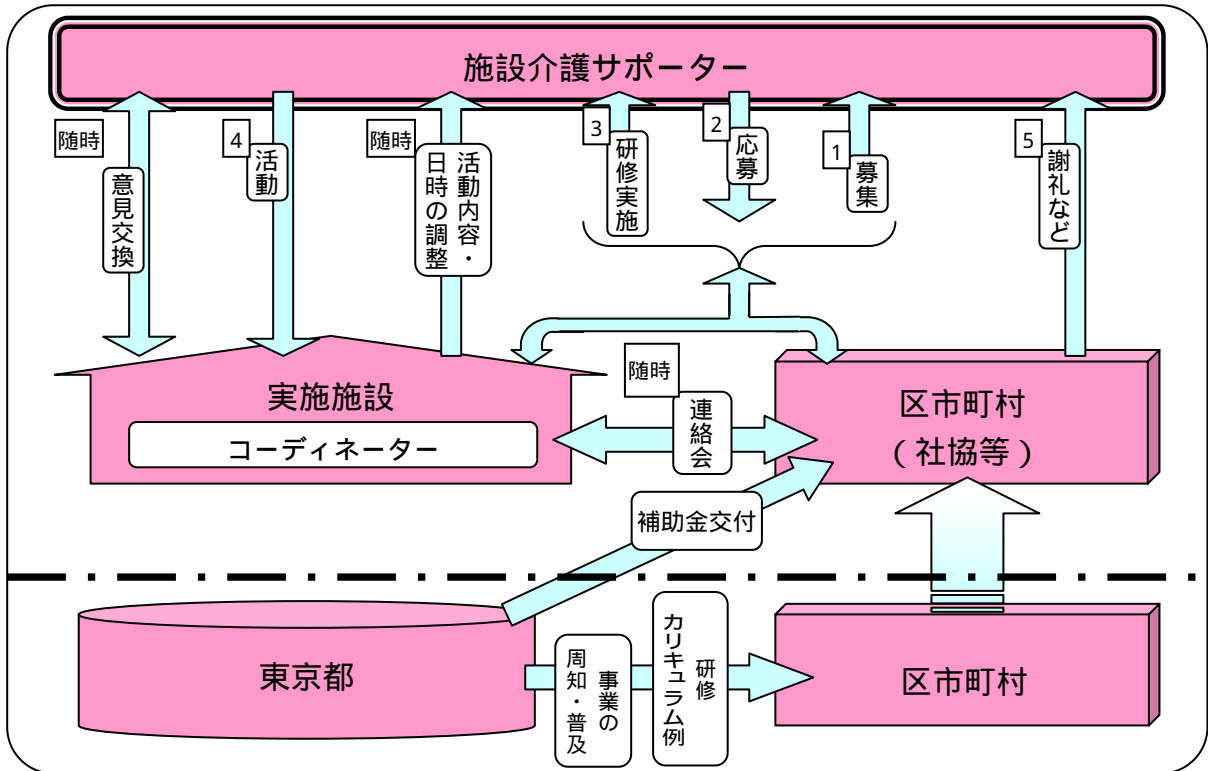 施設介護サポーター
随時
意見交換
4
活動
随時
活動内容・
日時の調整
3
研修実施
2
応募
1
募集
5
謝礼など
実施施設
コーディネーター
随時
連絡会
区市町村
（社協等）
補助金交付
東京都
事業の
周知・普及
研修
カリキュラム例
区市町村